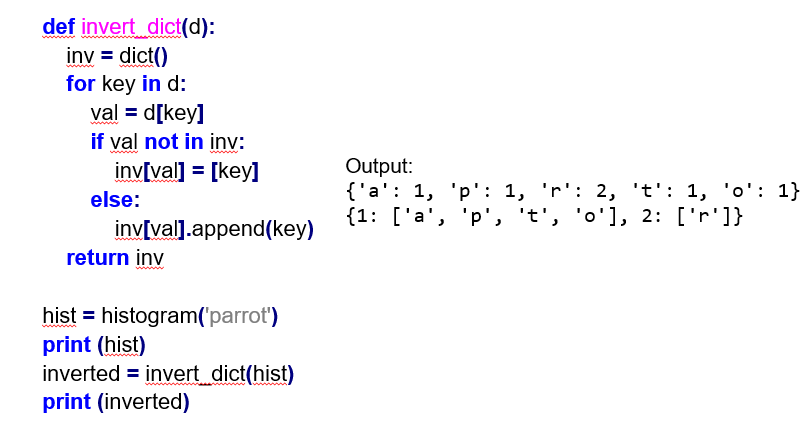 def invert_dict(d):
    inv = dict()
    for key in d:
        val = d[key]
        if val not in inv:
            inv[val] = [key]
        else:
            inv[val].append(key)
    return inv

hist = histogram('parrot')
print (hist)
inverted = invert_dict(hist)
print (inverted)
Output:
{'a': 1, 'p': 1, 'r': 2, 't': 1, 'o': 1}
{1: ['a', 'p', 't', 'o'], 2: ['r']}